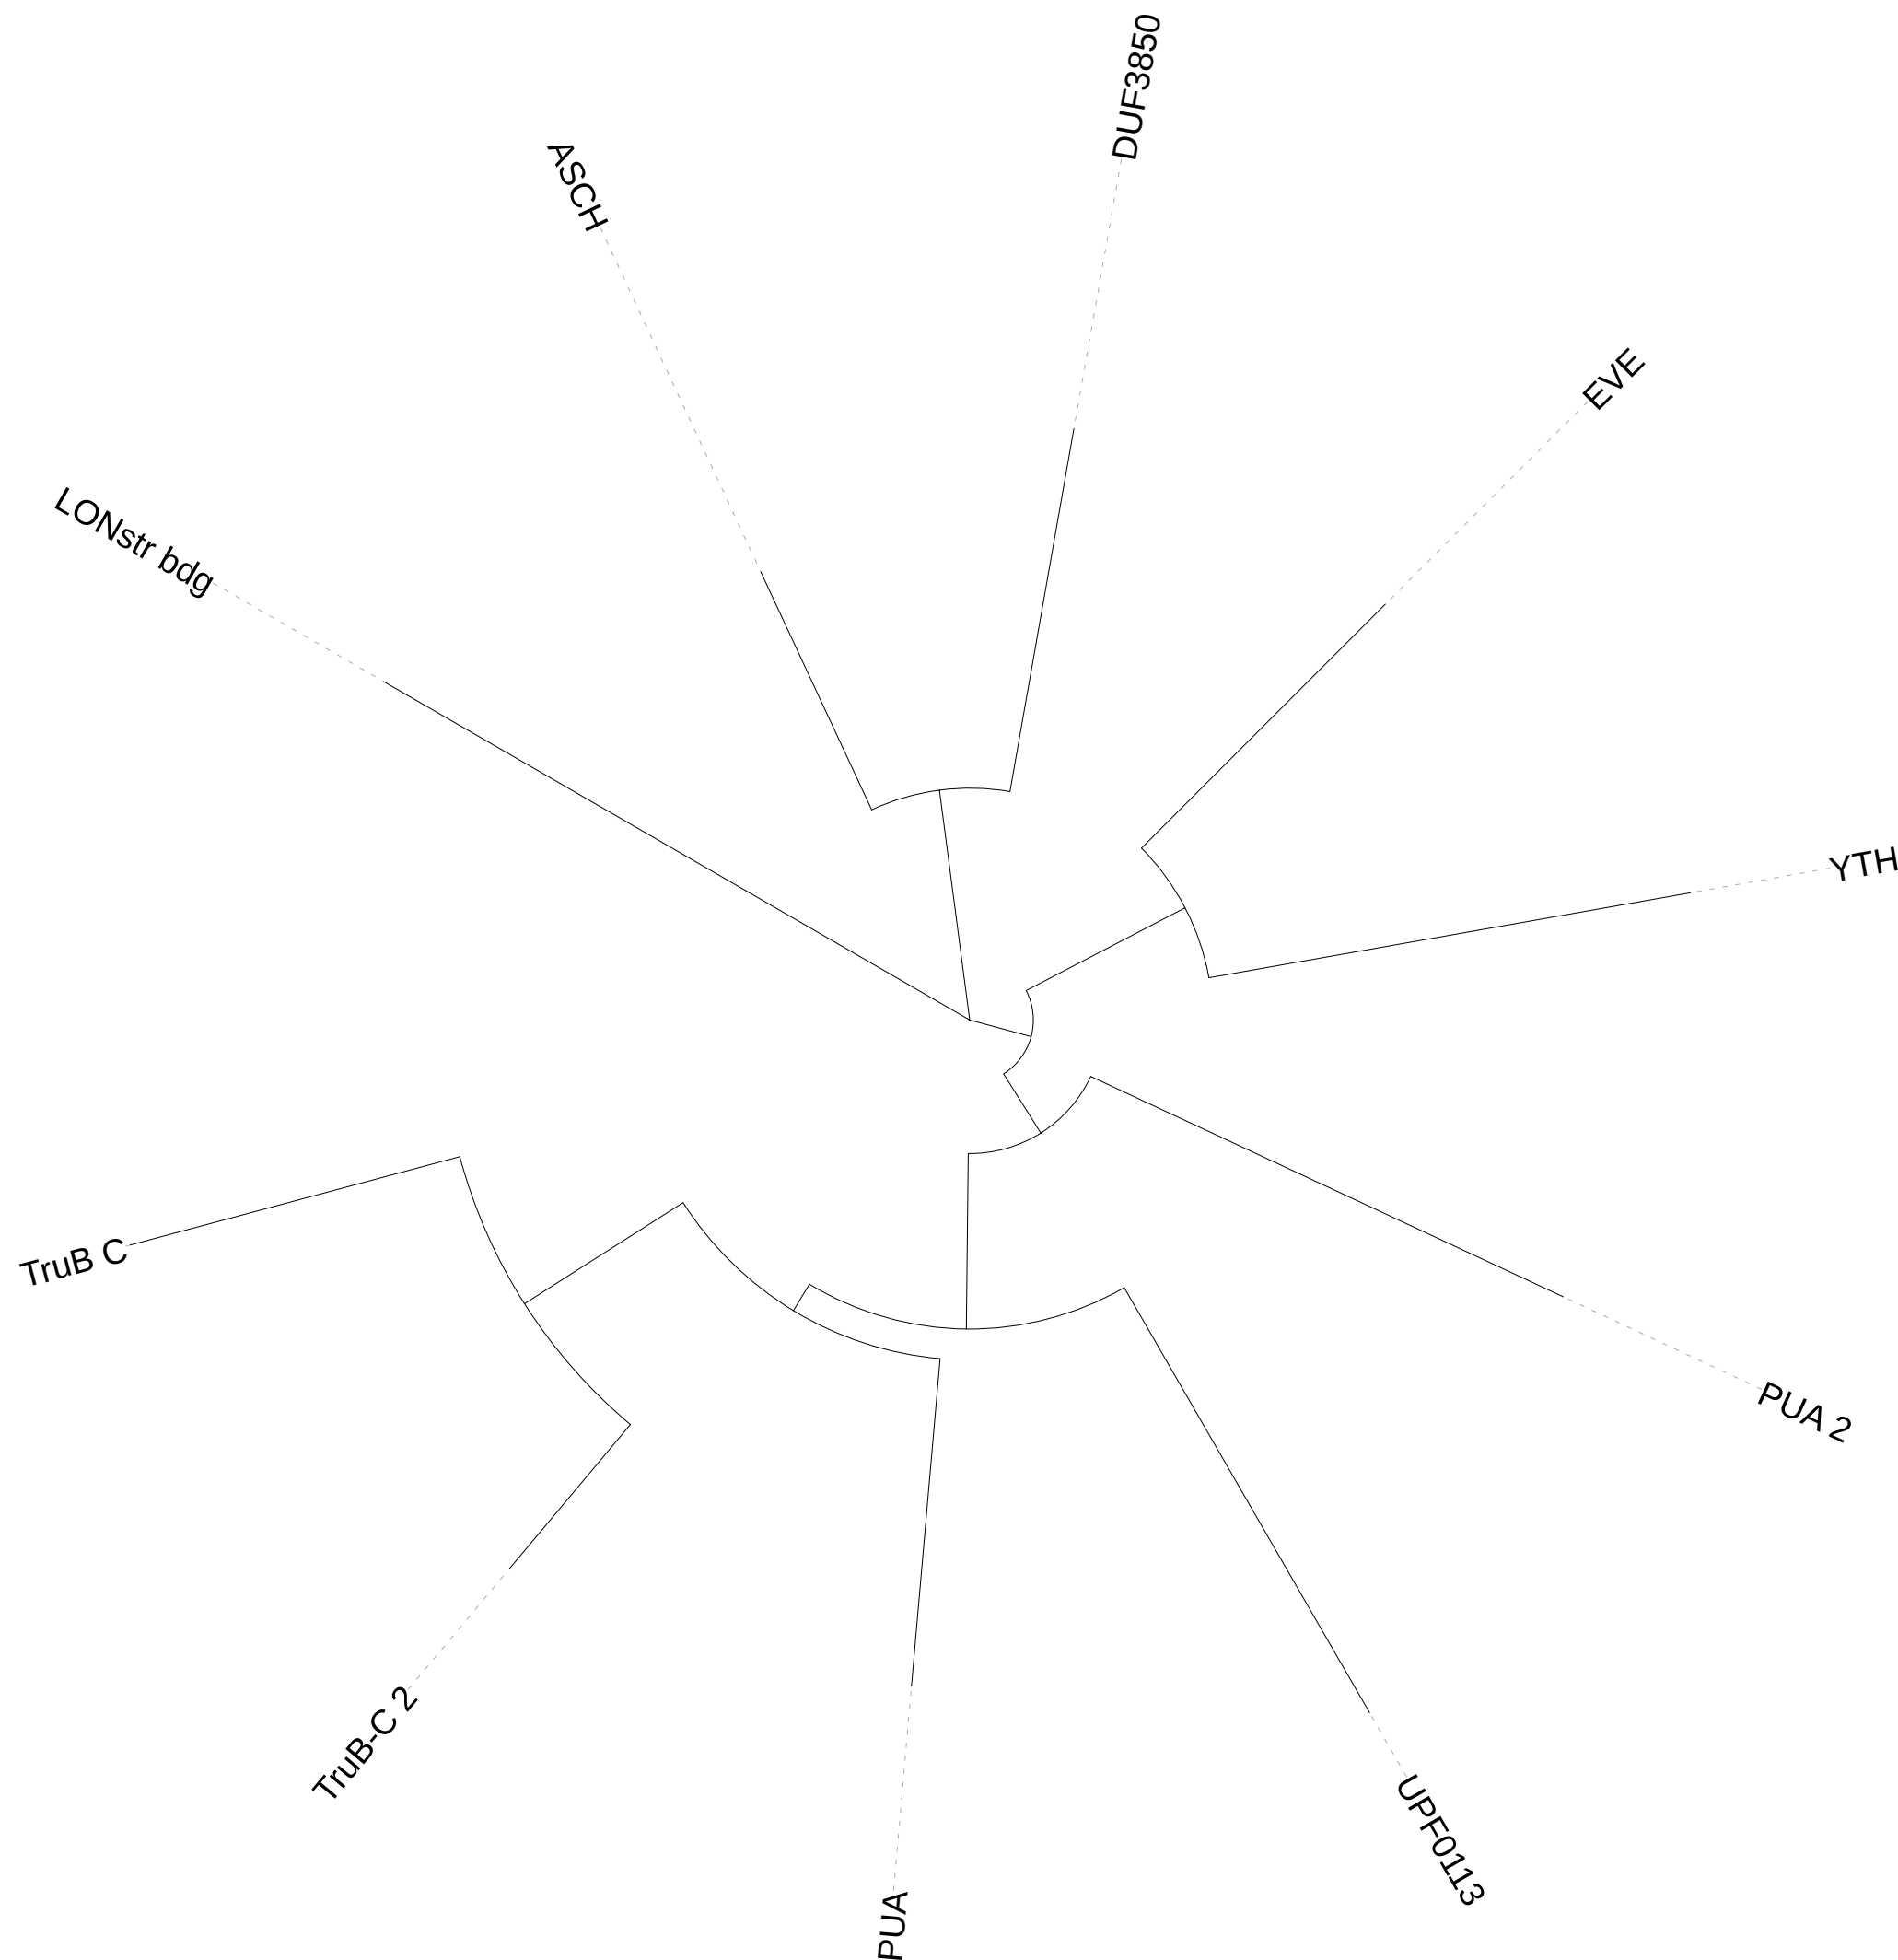 DUF3850
ASCH
EVE
LONstr bdg
YTH
TruB C
PUA 2
TruB-C 2
UPF0113
PUA